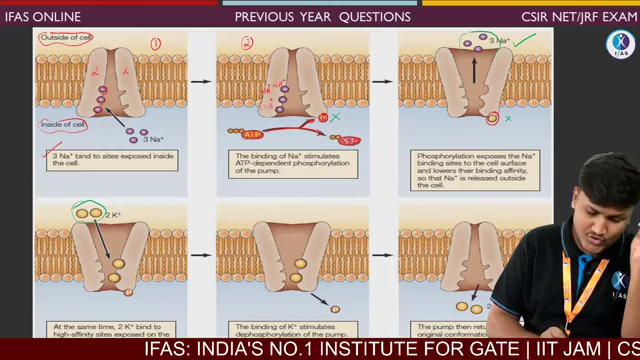 IFAS ONLINE
PREVIOUS YEAR QUESTIONS
CSIR NET/JRF EXAM
Outside of cell
1
2
3 Na⁺
Inside of cell
3 Na⁺
ATP
3 Na⁺ bind to sites exposed inside
the cell.
The binding of Na⁺ stimulates
ATP-dependent phosphorylation
of the pump.
Phosphorylation exposes the Na⁺
binding sites to the cell surface
and lowers their binding affinity,
so that Na⁺ is released outside
the cell.
2 K⁺
P
P
2
At the same time, 2 K⁺ bind to
high-affinity sites exposed on the
The binding of K⁺ stimulates
dephosphorylation of the pump.
The pump then
original conformat
IFAS
IFAS: INDIA'S NO.1 INSTITUTE FOR GATE | IIT JAM | CS